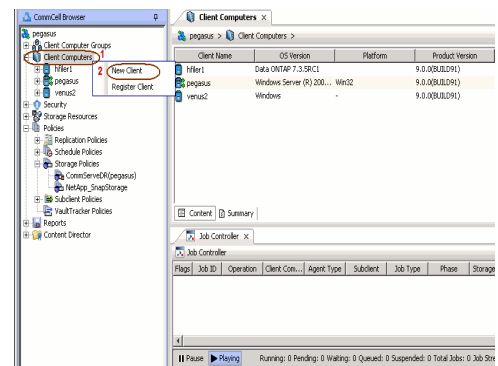 CommCell Browser
pegasus
Client Computer Groups
Client Computers 1
hfiler1
pegasus
venus2
2 New Client
Register Client
Security
Storage Resources
Policies
Replication Policies
Schedule Policies
Storage Policies
CommServeDR(pegasus)
NetApp_SnapStorage
Subclient Policies
VaultTracker Policies
Reports
Content Director
Client Computers
pegasus > Client Computers >
Client Name OS Version Platform Product Version
hfiler1 Data ONTAP 7.3.5RC1 9.0.0(BUILD91)
pegasus Windows Server (R) 200... Win32 9.0.0(BUILD91)
venus2 Windows - 9.0.0(BUILD91)
Content Summary
Job Controller
Job Controller
Flags Job ID Operation Client Com... Agent Type Subclient Job Type Phase Storage
Pause Playing Running: 0 Pending: 0 Waiting: 0 Queued: 0 Suspended: 0 Total Jobs: 0 Job Stre